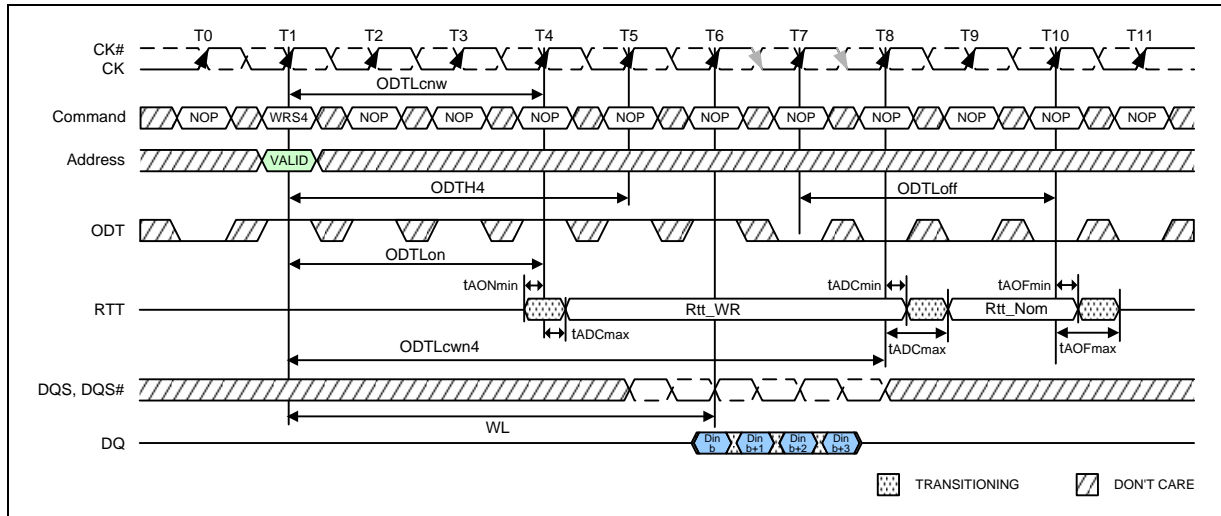 T0 T1 T2 T3 T4 T5 T6 T7 T8 T9 T10 T11
CK#
CK
ODTLcnw
Command NOP WRS4 NOP NOP NOP NOP NOP NOP NOP NOP NOP NOP
Address VALID
ODTH4 ODTLoff
ODT
ODTLon
tAONmin tADCmin tAOFmin
RTT Rtt_WR Rtt_Nom
tADCmax tADCmax tAOFmax
ODTLcwn4
DQS, DQS#
WL
DQ Din b Din b+1 Din b+2 Din b+3
TRANSITIONING DON'T CARE